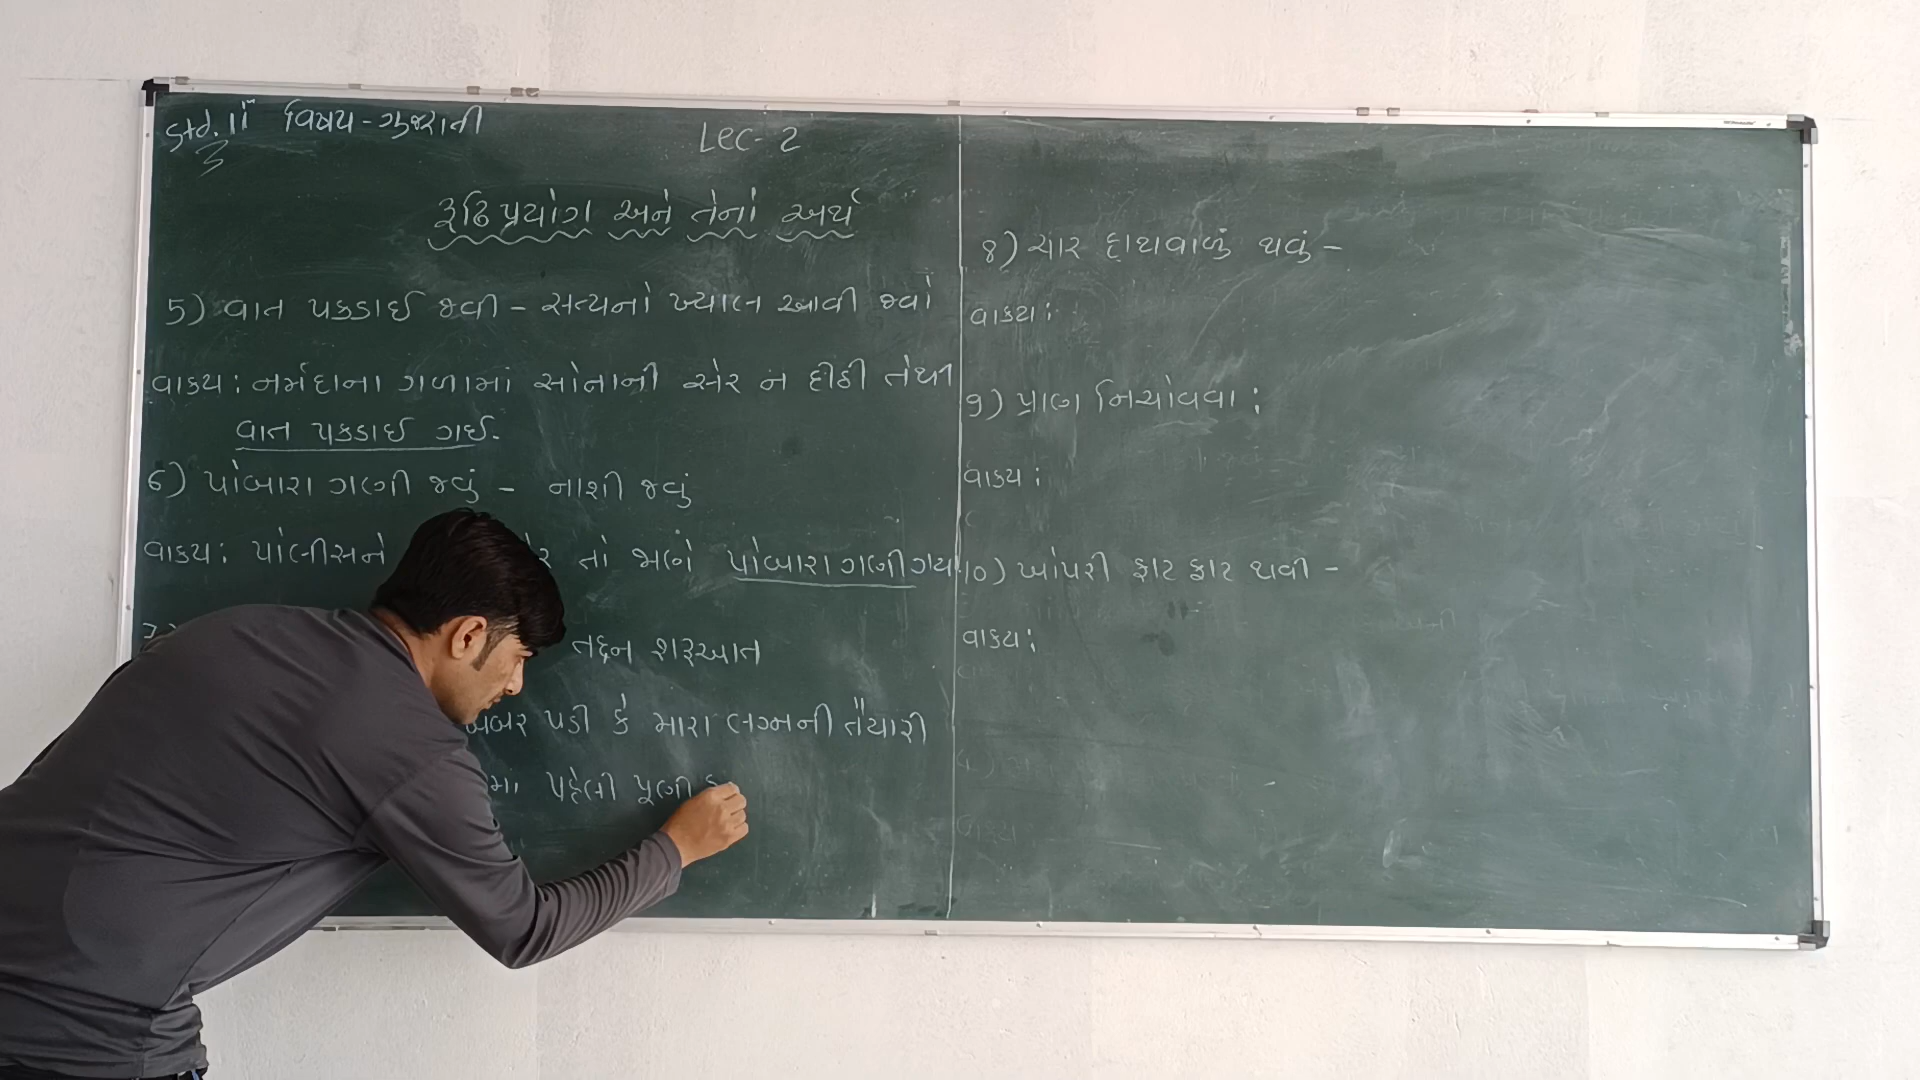 Std. 11 વિષય - ગુજરાતી
Lec - 2
રૂઢિપ્રયોગ અને તેનાં અર્થ
5) વાત પકડાઈ જવી - સત્યનો ખ્યાલ આવી જવો
વાક્ય: નર્મદાના ગળામાં સોનાની સેર ન દીઠી તેથી
વાત પકડાઈ ગઈ.
6) પોબારા ગણી જવું - નાશી જવું
વાક્ય: પોલીસને તો જાણે પોબારા ગણી ગયા.
તદ્દન શરૂઆત
ખબર પડી કે મારા લગ્નની તૈયારી
પહેલી પૂણી
8) ચાર હાથવાળું થવું -
વાક્ય:
9) પ્રાણ નિચોવવા:
વાક્ય:
10) ખોપરી ફાટ ફાટ થવી -
વાક્ય: